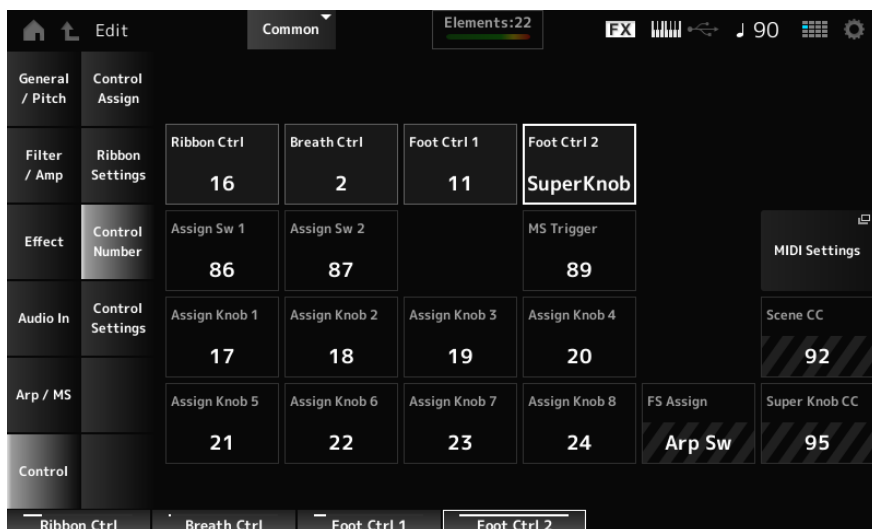 Edit
Common
Elements:22
FX
♩ 90
General
/ Pitch
Control
Assign
Filter
/ Amp
Ribbon
Settings
Ribbon Ctrl
Breath Ctrl
Foot Ctrl 1
Foot Ctrl 2
16
2
11
SuperKnob
Effect
Control
Number
Assign Sw 1
Assign Sw 2
MS Trigger
MIDI Settings
86
87
89
Audio In
Control
Settings
Assign Knob 1
Assign Knob 2
Assign Knob 3
Assign Knob 4
Scene CC
17
18
19
20
92
Arp / MS
Assign Knob 5
Assign Knob 6
Assign Knob 7
Assign Knob 8
FS Assign
Super Knob CC
21
22
23
24
Arp Sw
95
Control
Ribbon Ctrl
Breath Ctrl
Foot Ctrl 1
Foot Ctrl 2